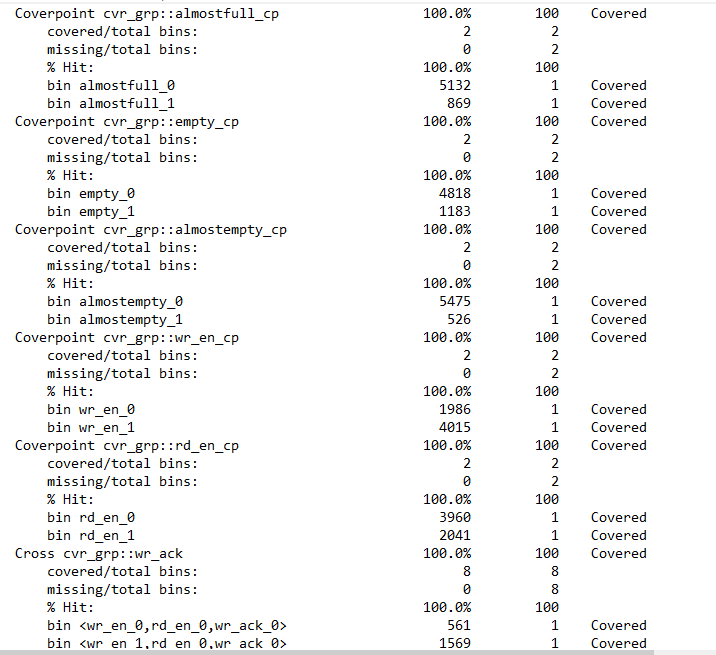 Coverpoint cvr_grp::almostfull_cp 100.0% 100 Covered
covered/total bins: 2 2
missing/total bins: 0 2
% Hit: 100.0% 100
bin almostfull_0 5132 1 Covered
bin almostfull_1 869 1 Covered
Coverpoint cvr_grp::empty_cp 100.0% 100 Covered
covered/total bins: 2 2
missing/total bins: 0 2
% Hit: 100.0% 100
bin empty_0 4818 1 Covered
bin empty_1 1183 1 Covered
Coverpoint cvr_grp::almostempty_cp 100.0% 100 Covered
covered/total bins: 2 2
missing/total bins: 0 2
% Hit: 100.0% 100
bin almostempty_0 5475 1 Covered
bin almostempty_1 526 1 Covered
Coverpoint cvr_grp::wr_en_cp 100.0% 100 Covered
covered/total bins: 2 2
missing/total bins: 0 2
% Hit: 100.0% 100
bin wr_en_0 1986 1 Covered
bin wr_en_1 4015 1 Covered
Coverpoint cvr_grp::rd_en_cp 100.0% 100 Covered
covered/total bins: 2 2
missing/total bins: 0 2
% Hit: 100.0% 100
bin rd_en_0 3960 1 Covered
bin rd_en_1 2041 1 Covered
Cross cvr_grp::wr_ack 100.0% 100 Covered
covered/total bins: 8 8
missing/total bins: 0 8
% Hit: 100.0% 100
bin <wr_en_0,rd_en_0,wr_ack_0> 561 1 Covered
bin <wr_en_1,rd_en_0,wr_ack_0> 1569 1 Covered